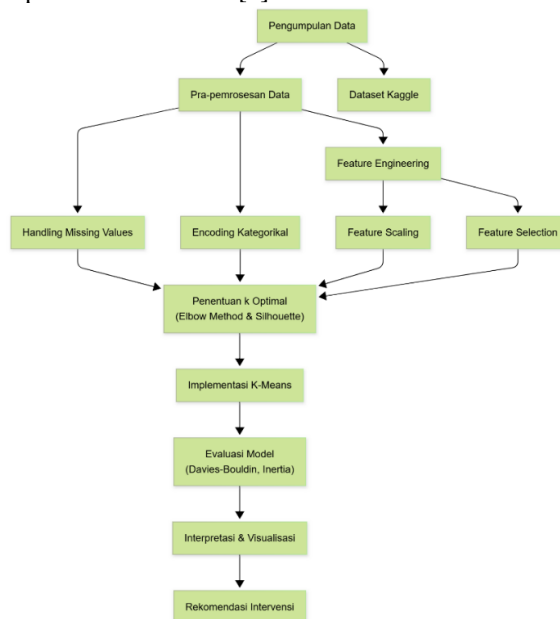 Pengumpulan Data
Pra-pemrosesan Data
Dataset Kaggle
Feature Engineering
Handling Missing Values
Encoding Kategorikal
Feature Scaling
Feature Selection
Penentuan k Optimal
(Elbow Method & Silhouette)
Implementasi K-Means
Evaluasi Model
(Davies-Bouldin, Inertia)
Interpretasi & Visualisasi
Rekomendasi Intervensi